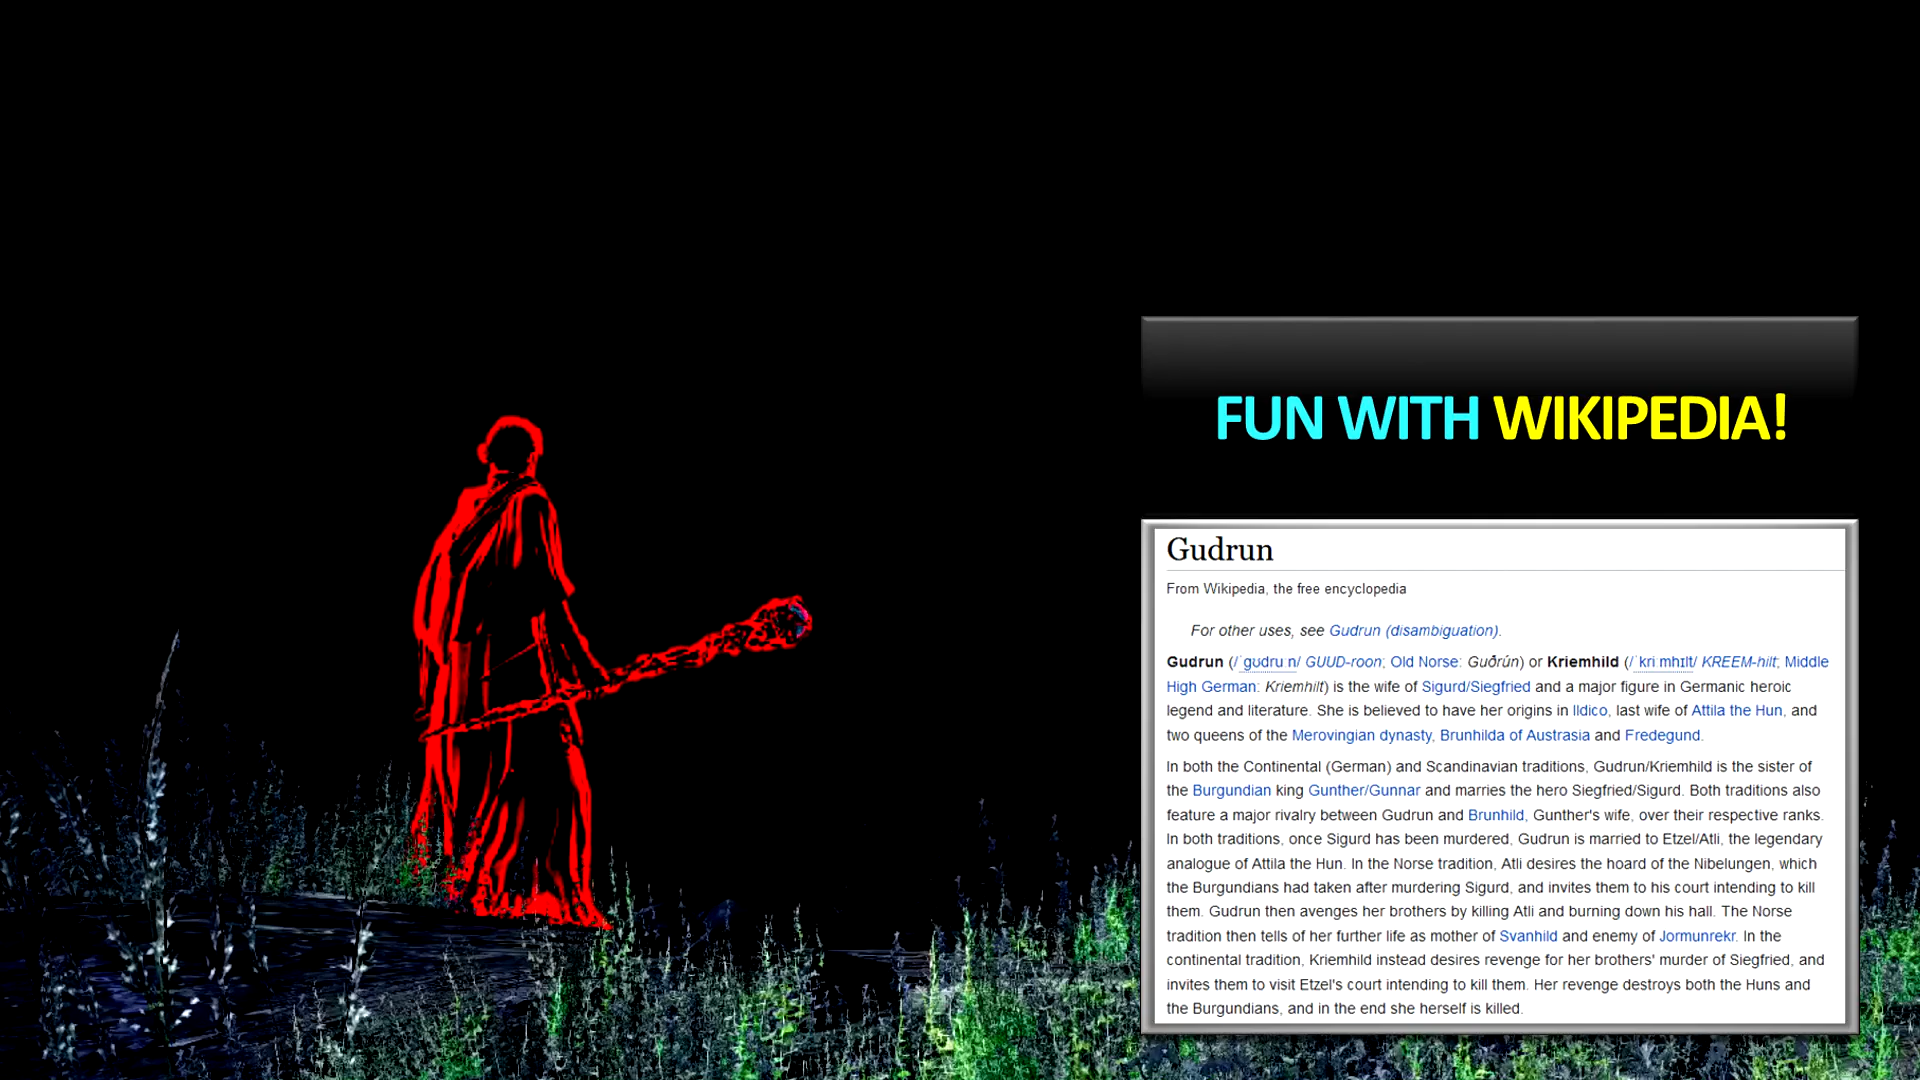 FUN WITH WIKIPEDIA!
Gudrun
From Wikipedia, the free encyclopedia
For other uses, see Gudrun (disambiguation).
Gudrun (/ˈɡʊdruːn/ GUUD-roon; Old Norse: Guðrún) or Kriemhild (/ˈkriːmhɪlt/ KREEM-hilt; Middle
High German: Kriemhilt) is the wife of Sigurd/Siegfried and a major figure in Germanic heroic
legend and literature. She is believed to have her origins in Ildico, last wife of Attila the Hun, and
two queens of the Merovingian dynasty, Brunhilda of Austrasia and Fredegund.
In both the Continental (German) and Scandinavian traditions, Gudrun/Kriemhild is the sister of
the Burgundian king Gunther/Gunnar and marries the hero Siegfried/Sigurd. Both traditions also
feature a major rivalry between Gudrun and Brunhild, Gunther's wife, over their respective ranks.
In both traditions, once Sigurd has been murdered, Gudrun is married to Etzel/Atli, the legendary
analogue of Attila the Hun. In the Norse tradition, Atli desires the hoard of the Nibelungen, which
the Burgundians had taken after murdering Sigurd, and invites them to his court intending to kill
them. Gudrun then avenges her brothers by killing Atli and burning down his hall. The Norse
tradition then tells of her further life as mother of Svanhild and enemy of Jormunrekr. In the
continental tradition, Kriemhild instead desires revenge for her brothers' murder of Siegfried, and
invites them to visit Etzel's court intending to kill them. Her revenge destroys both the Huns and
the Burgundians, and in the end she herself is killed.